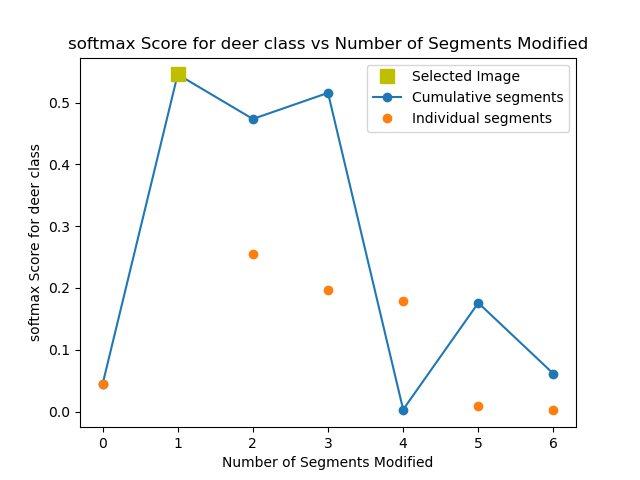 softmax Score for deer class vs Number of Segments Modified
Selected Image
Cumulative segments
Individual segments
softmax Score for deer class
0.5
0.4
0.3
0.2
0.1
0.0
0 1 2 3 4 5 6
Number of Segments Modified